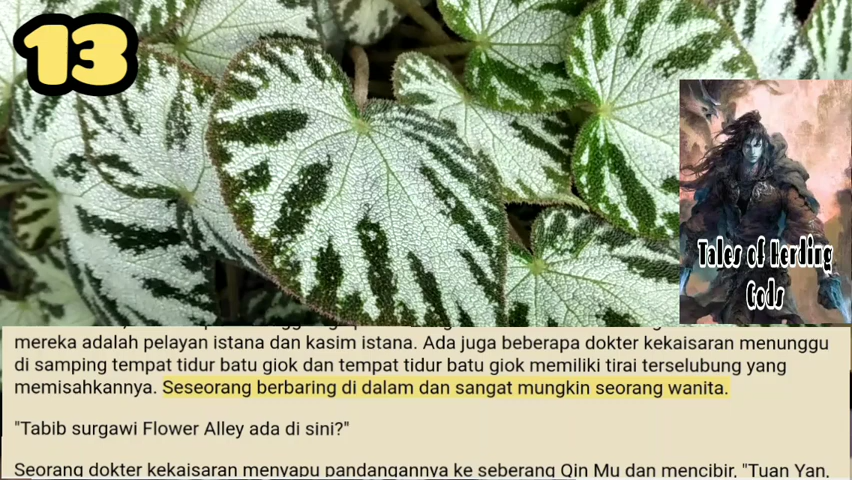 13
Tales of Herding
Gods
mereka adalah pelayan istana dan kasim istana. Ada juga beberapa dokter kekaisaran menunggu
di samping tempat tidur batu giok dan tempat tidur batu giok memiliki tirai terselubung yang
memisahkannya. Seseorang berbaring di dalam dan sangat mungkin seorang wanita.
"Tabib surgawi Flower Alley ada di sini?"
Seorang dokter kekaisaran menyapu pandangannya ke seberang Qin Mu dan mencibir, "Tuan Yan,